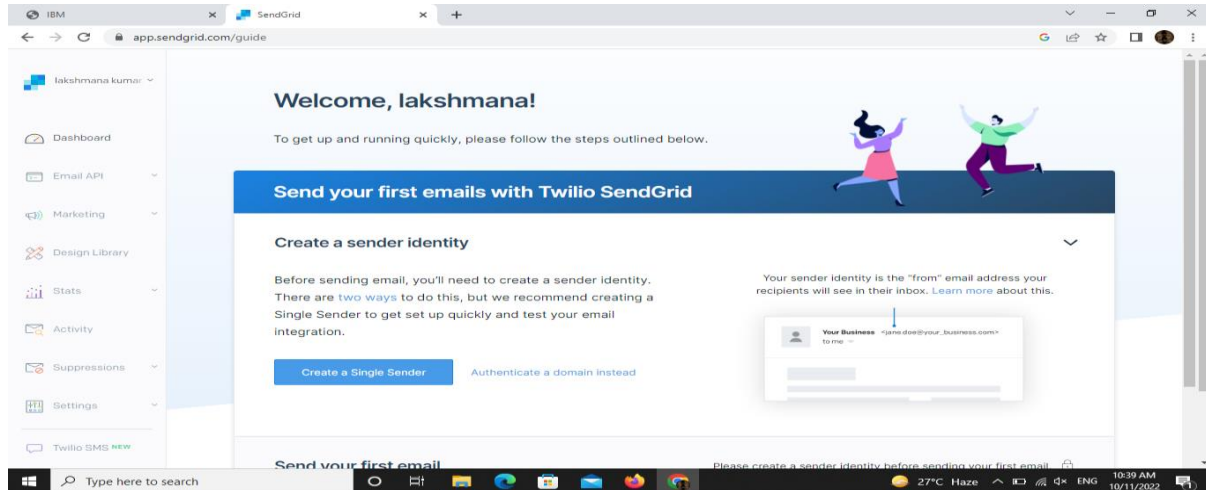 IBM
SendGrid
app.sendgrid.com/guide
lakshmana kumar
Dashboard
Email API
Marketing
Design Library
Stats
Activity
Suppressions
Settings
Twilio SMS NEW
Welcome, lakshmana!
To get up and running quickly, please follow the steps outlined below.
Send your first emails with Twilio SendGrid
Create a sender identity
Before sending email, you'll need to create a sender identity.
There are two ways to do this, but we recommend creating a
Single Sender to get set up quickly and test your email
integration.
Create a Single Sender
Authenticate a domain instead
Your sender identity is the "from" email address your
recipients will see in their inbox. Learn more about this.
Your Business <jane.doe@your_business.com>
to me
Send your first email
Please create a sender identity before sending your first email.
Type here to search
27°C Haze
ENG
10:39 AM
10/11/2022